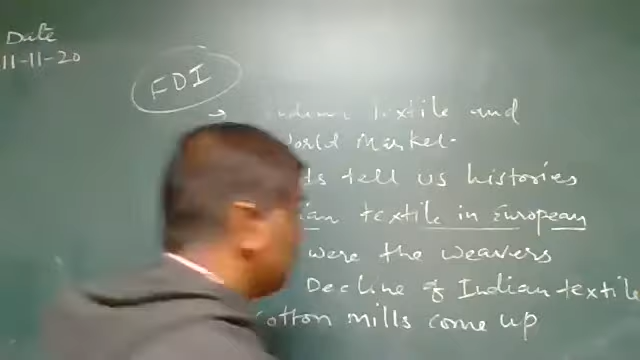 Date
11-11-20
FDI
→ Indian Textile and
World Market.
tell us histories
textile in European
were the weavers
Decline of Indian textile
Cotton mills come up